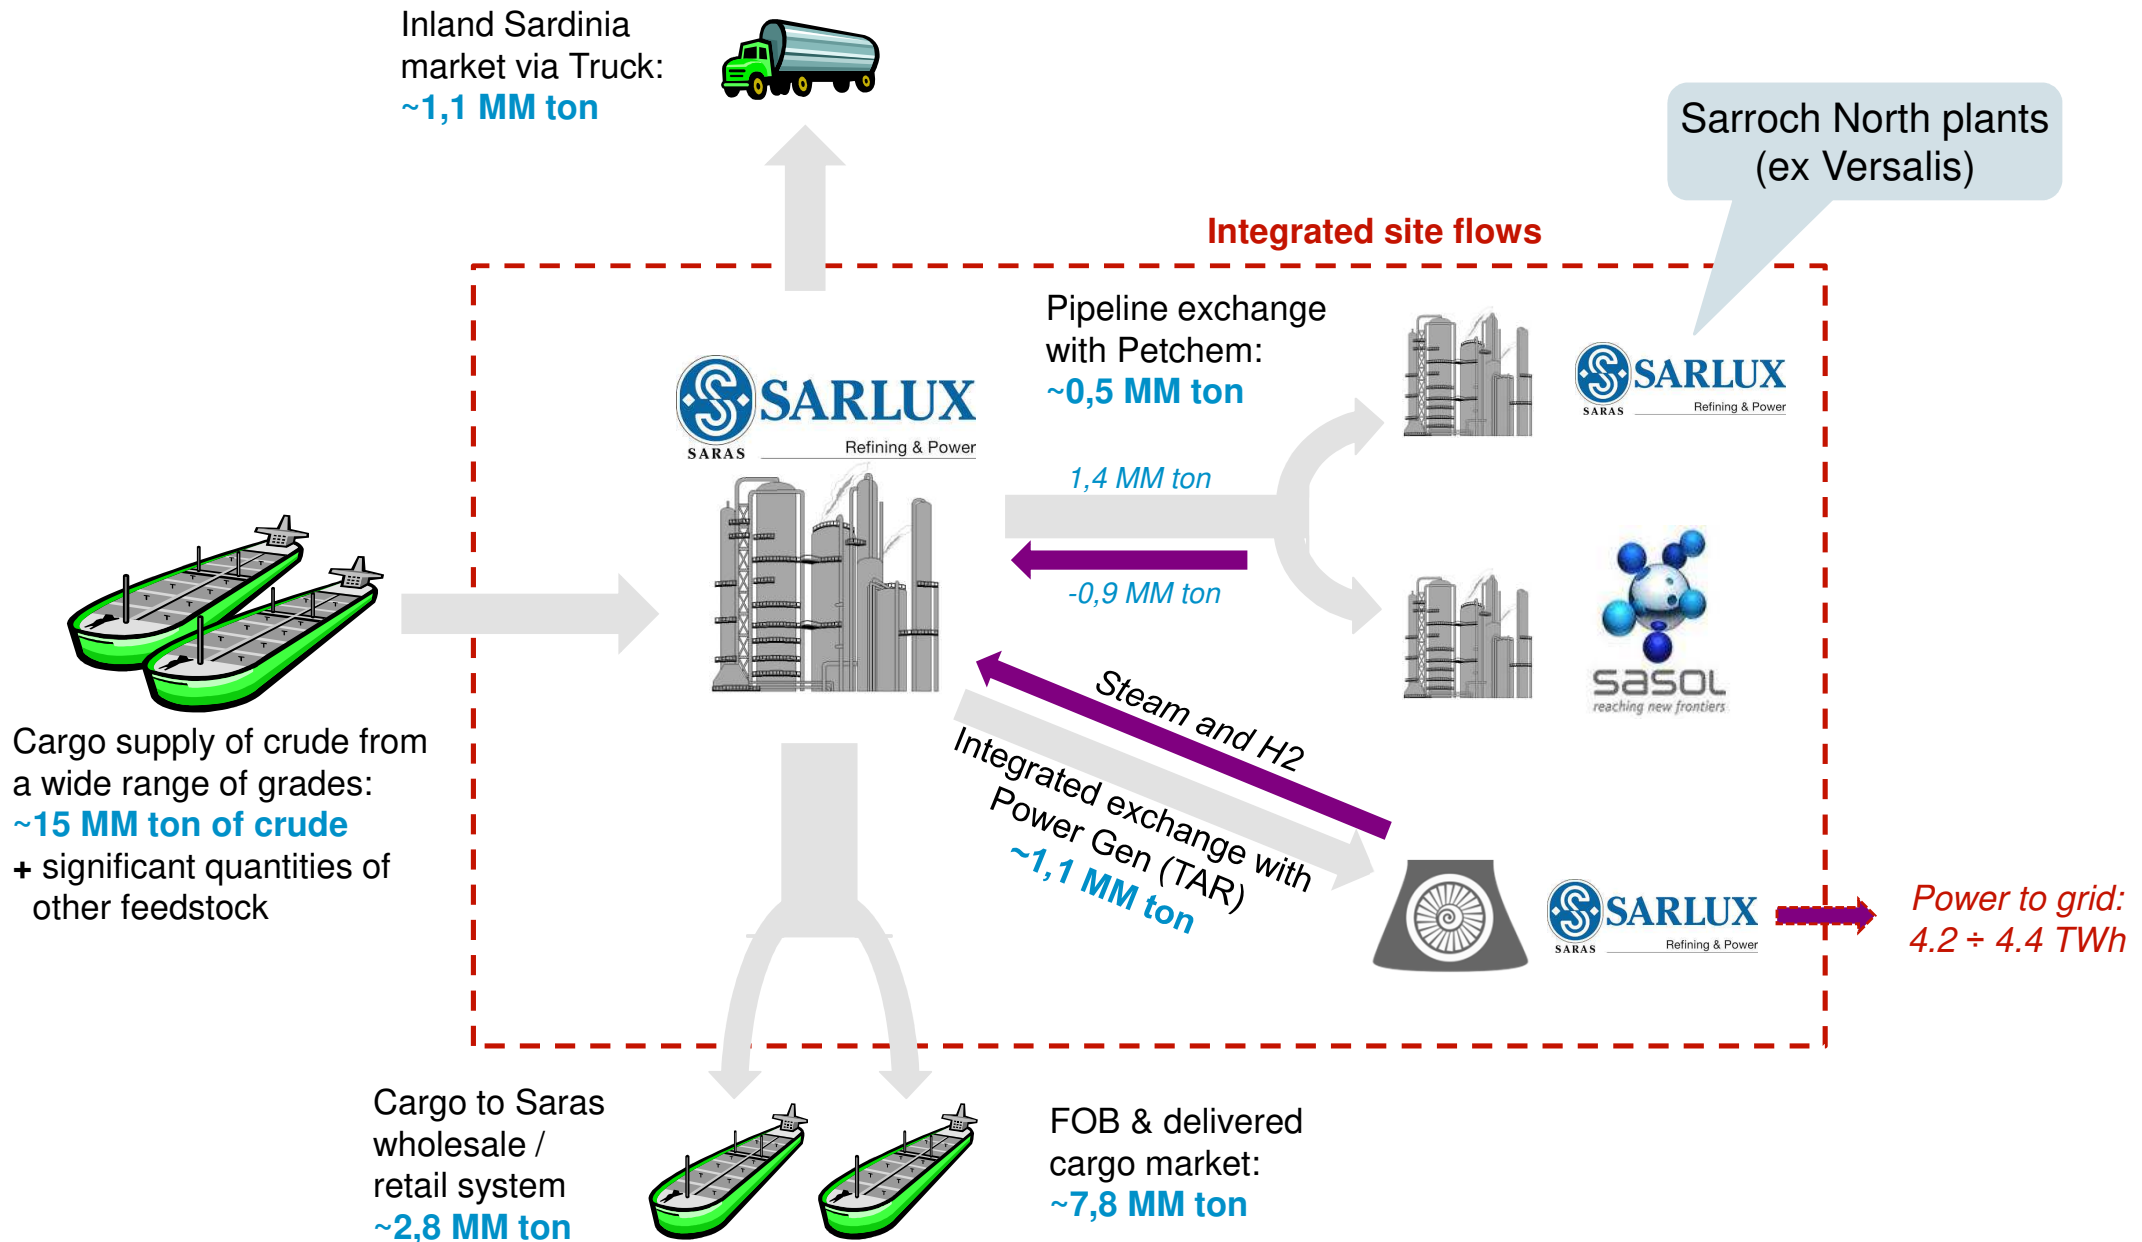 Inland Sardinia
market via Truck:
~1,1 MM ton
Sarroch North plants
(ex Versalis)
Integrated site flows
Pipeline exchange
with Petchem:
~0,5 MM ton
SARLUX
SARAS
Refining & Power
SARLUX
SARAS
Refining & Power
1,4 MM ton
-0,9 MM ton
sasol
reaching new frontiers
Steam and H2
Integrated exchange with
Power Gen (TAR)
~1,1 MM ton
Cargo supply of crude from
a wide range of grades:
~15 MM ton of crude
+ significant quantities of
other feedstock
SARLUX
SARAS
Refining & Power
Power to grid:
4.2 ÷ 4.4 TWh
Cargo to Saras
wholesale /
retail system
~2,8 MM ton
FOB & delivered
cargo market:
~7,8 MM ton